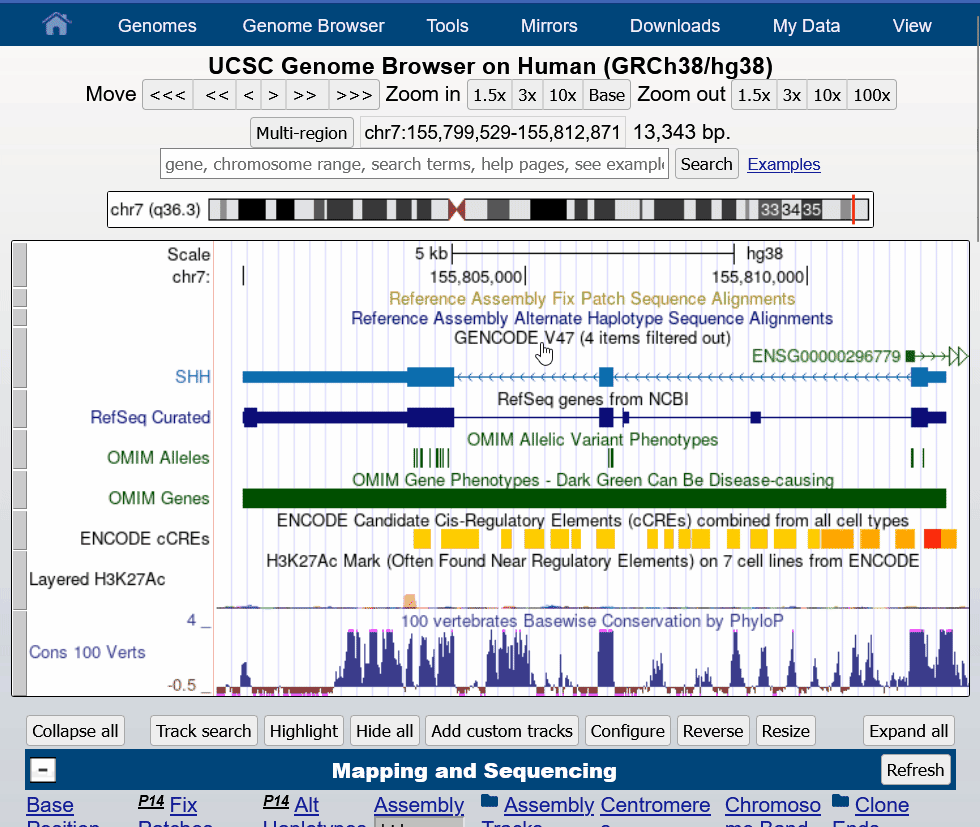 Genomes Genome Browser Tools Mirrors Downloads My Data View
UCSC Genome Browser on Human (GRCh38/hg38)
Move <<< << < > >> >>> Zoom in 1.5x 3x 10x Base Zoom out 1.5x 3x 10x 100x
Multi-region chr7:155,799,529-155,812,871 13,343 bp.
gene, chromosome range, search terms, help pages, see exampl Search Examples
chr7 (q36.3) 33 34 35
Scale 5 kb hg38
chr7: 155,805,000 155,810,000
Reference Assembly Fix Patch Sequence Alignments
Reference Assembly Alternate Haplotype Sequence Alignments
GENCODE V47 (4 items filtered out)
ENSG00000296779
SHH
RefSeq genes from NCBI
RefSeq Curated
OMIM Allelic Variant Phenotypes
OMIM Alleles
OMIM Gene Phenotypes - Dark Green Can Be Disease-causing
OMIM Genes
ENCODE Candidate Cis-Regulatory Elements (cCREs) combined from all cell types
ENCODE cCREs
H3K27Ac Mark (Often Found Near Regulatory Elements) on 7 cell lines from ENCODE
Layered H3K27Ac
4 _ 100 vertebrates Basewise Conservation by PhyloP
Cons 100 Verts
-0.5 _
Collapse all Track search Highlight Hide all Add custom tracks Configure Reverse Resize Expand all
- Mapping and Sequencing Refresh
Base P14 Fix P14 Alt Assembly Assembly Centromere Chromoso Clone
Position Patches Haplotypes Tracks s me Band Ends